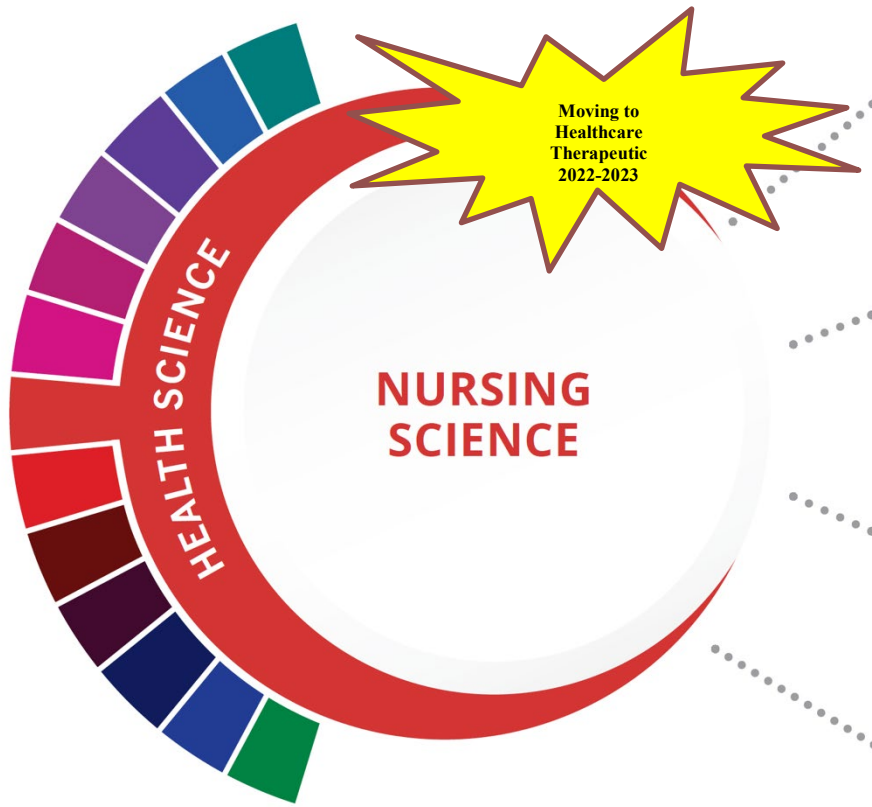 Moving to
Healthcare
Therapeutic
2022-2023
HEALTH SCIENCE
NURSING
SCIENCE